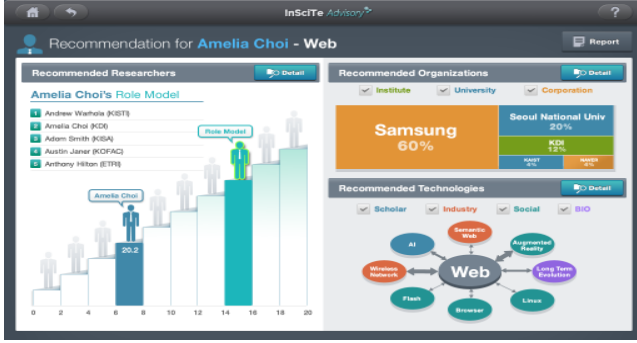 InSciTe Advisory
?
Recommendation for Amelia Choi - Web
Report
Recommended Researchers
Detail
Amelia Choi's Role Model
1 Andrew Warhola (KISTI)
2 Amelia Choi (KDI)
3 Adom Smith (KISA)
4 Austin Janer (KOFAC)
5 Anthony Hilton (ETRI)
Role Model
Amelia Choi
20.2
0 2 4 6 8 10 12 14 16 18 20
Recommended Organizations
Detail
Institute University Corporation
Samsung
60%
Seoul National Univ
20%
KDI
12%
KAIST
4%
NAVER
4%
Recommended Technologies
Detail
Scholar Industry Social BIO
Semantic
Web
AI
Augmented
Reality
Wireless
Network
Web
Long Term
Evolution
Flash
Linux
Browser